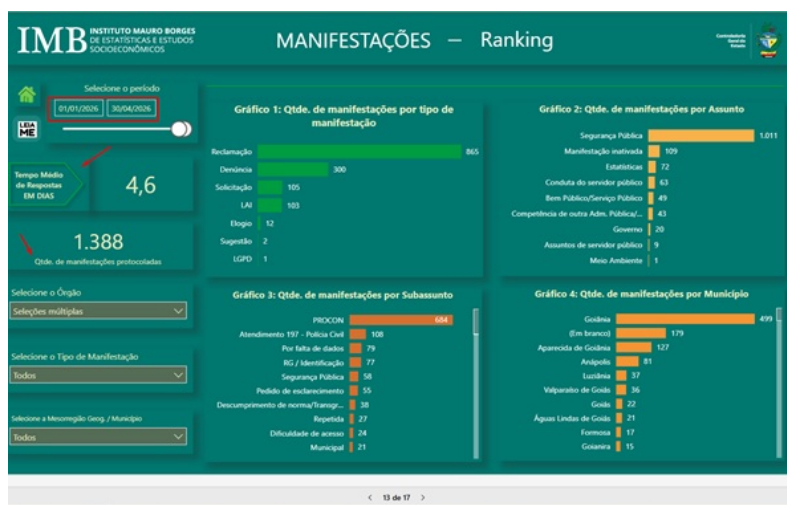 IMB INSTITUTO MAURO BORGES
DE ESTATÍSTICAS E ESTUDOS
SOCIOECONÔMICOS
MANIFESTAÇÕES – Ranking
Controladoria
Geral do
Estado
Selecione o período
01/01/2026 30/04/2026
LEIA
ME
Tempo Médio
de Respostas
EM DIAS
4,6
1.388
Qtde. de manifestações protocoladas
Selecione o Órgão
Seleções múltiplas
Selecione o Tipo de Manifestação
Todos
Selecione a Mesorregião Geog. / Município
Todos
Gráfico 1: Qtde. de manifestações por tipo de
manifestação
Reclamação 865
Denúncia 300
Solicitação 105
LAI 103
Elogio 12
Sugestão 2
LGPD 1
Gráfico 2: Qtde. de manifestações por Assunto
Segurança Pública 1.011
Manifestação inativada 109
Estatísticas 72
Conduta do servidor público 63
Bem Público/Serviço Público 49
Competência de outra Adm. Pública/... 43
Governo 20
Assuntos de servidor público 9
Meio Ambiente 1
Gráfico 3: Qtde. de manifestações por Subassunto
PROCON 684
Atendimento 197 - Polícia Civil 108
Por falta de dados 79
RG / Identificação 77
Segurança Pública 58
Pedido de esclarecimento 55
Descumprimento de norma/Transgr... 38
Repetida 27
Dificuldade de acesso 24
Municipal 21
Gráfico 4: Qtde. de manifestações por Município
Goiânia 499
(Em branco) 179
Aparecida de Goiânia 127
Anápolis 81
Luziânia 37
Valparaíso de Goiás 36
Goiás 22
Águas Lindas de Goiás 21
Formosa 17
Goianira 15
13 de 17